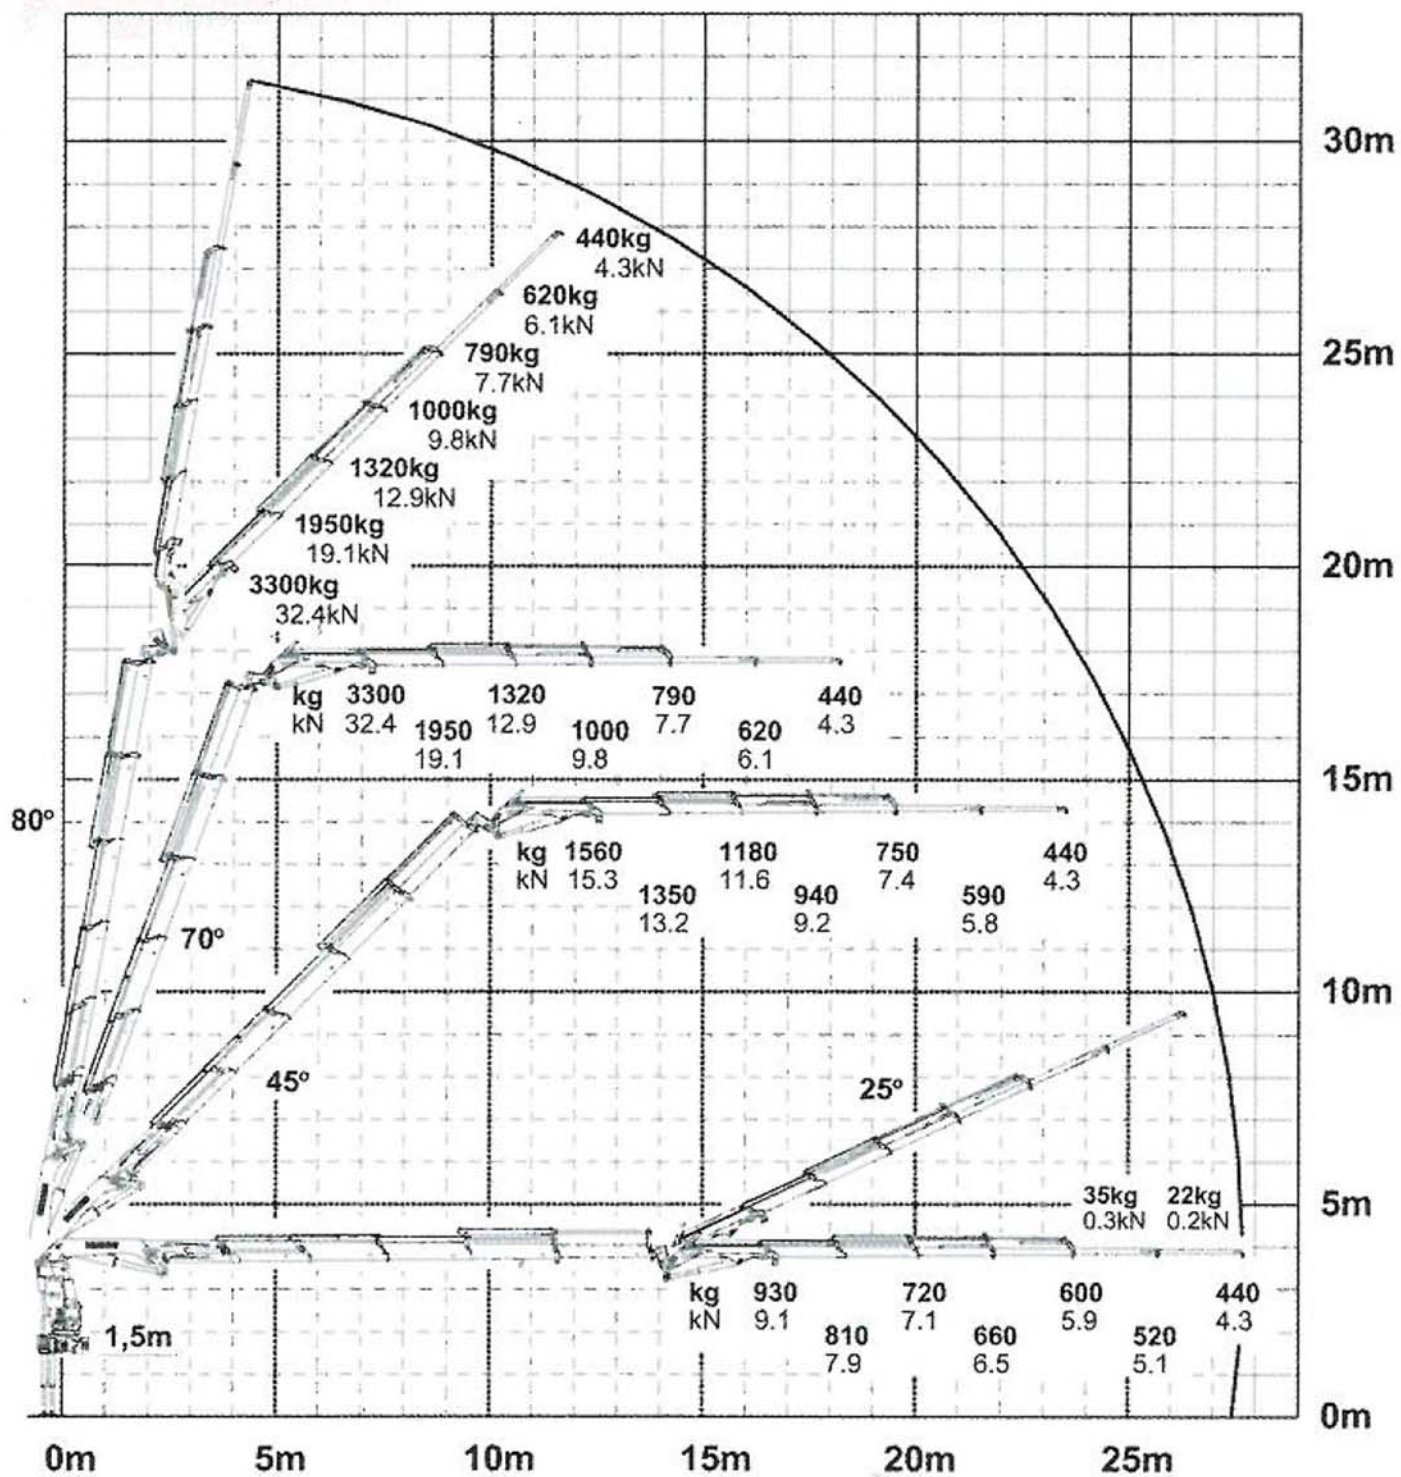 30m
440kg
4.3kN
620kg
6.1kN
25m
790kg
7.7kN
1000kg
9.8kN
1320kg
12.9kN
1950kg
19.1kN
20m
3300kg
32.4kN
kg 3300 1320 790 440
kN 32.4 12.9 7.7 4.3
1950 1000 620
19.1 9.8 6.1
15m
80º
kg 1560 1180 750 440
kN 15.3 11.6 7.4 4.3
1350 940 590
13.2 9.2 5.8
70º
10m
45º
25º
35kg 22kg
0.3kN 0.2kN
5m
kg 930 720 600 440
kN 9.1 7.1 5.9 4.3
810 660 520
7.9 6.5 5.1
1,5m
0m
0m 5m 10m 15m 20m 25m